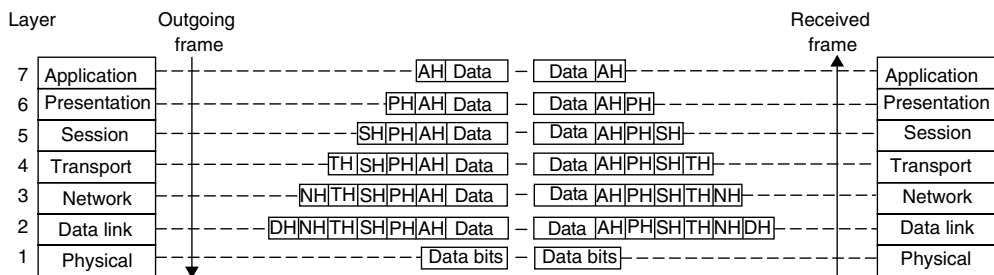 Layer Outgoing frame Received frame
7 Application AH Data Data AH Application
6 Presentation PH AH Data Data AH PH Presentation
5 Session SH PH AH Data Data AH PH SH Session
4 Transport TH SH PH AH Data Data AH PH SH TH Transport
3 Network NH TH SH PH AH Data Data AH PH SH TH NH Network
2 Data link DH NH TH SH PH AH Data Data AH PH SH TH NH DH Data link
1 Physical Data bits Data bits Physical